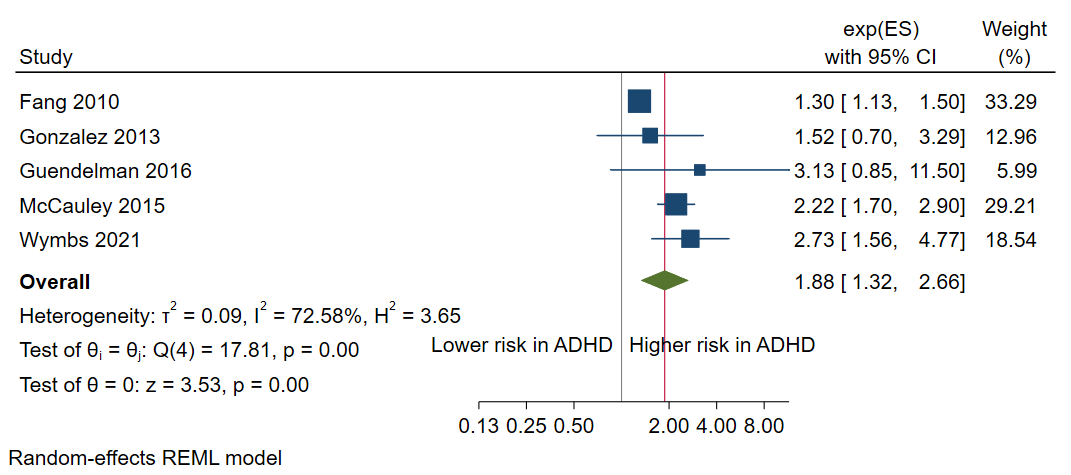 exp(ES) Weight
Study with 95% CI (%)
Fang 2010 1.30 [ 1.13, 1.50] 33.29
Gonzalez 2013 1.52 [ 0.70, 3.29] 12.96
Guendelman 2016 3.13 [ 0.85, 11.50] 5.99
McCauley 2015 2.22 [ 1.70, 2.90] 29.21
Wymbs 2021 2.73 [ 1.56, 4.77] 18.54
Overall 1.88 [ 1.32, 2.66]
Heterogeneity: τ² = 0.09, I² = 72.58%, H² = 3.65
Test of θᵢ = θⱼ: Q(4) = 17.81, p = 0.00
Lower risk in ADHD Higher risk in ADHD
Test of θ = 0: z = 3.53, p = 0.00
0.13 0.25 0.50 2.00 4.00 8.00
Random-effects REML model